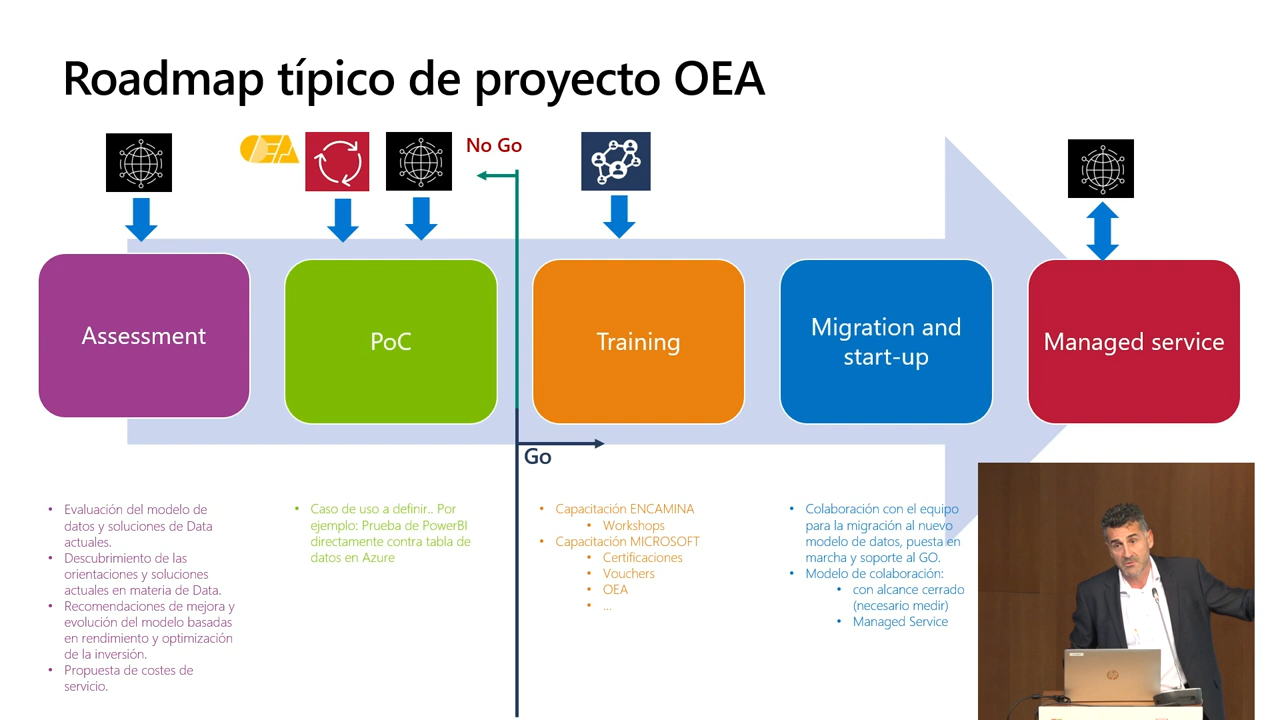 Roadmap típico de proyecto OEA
OEA
No Go
Assessment
PoC
Training
Migration and
start-up
Managed service
Go
• Evaluación del modelo de
datos y soluciones de Data
actuales.
• Descubrimiento de las
orientaciones y soluciones
actuales en materia de Data.
• Recomendaciones de mejora y
evolución del modelo basadas
en rendimiento y optimización
de la inversión.
• Propuesta de costes de
servicio.
• Caso de uso a definir.. Por
ejemplo: Prueba de PowerBI
directamente contra tabla de
datos en Azure
• Capacitación ENCAMINA
• Workshops
• Capacitación MICROSOFT
• Certificaciones
• Vouchers
• OEA
• ...
• Colaboración con el equipo
para la migración al nuevo
modelo de datos, puesta en
marcha y soporte al GO.
• Modelo de colaboración:
• con alcance cerrado
(necesario medir)
• Managed Service
hp